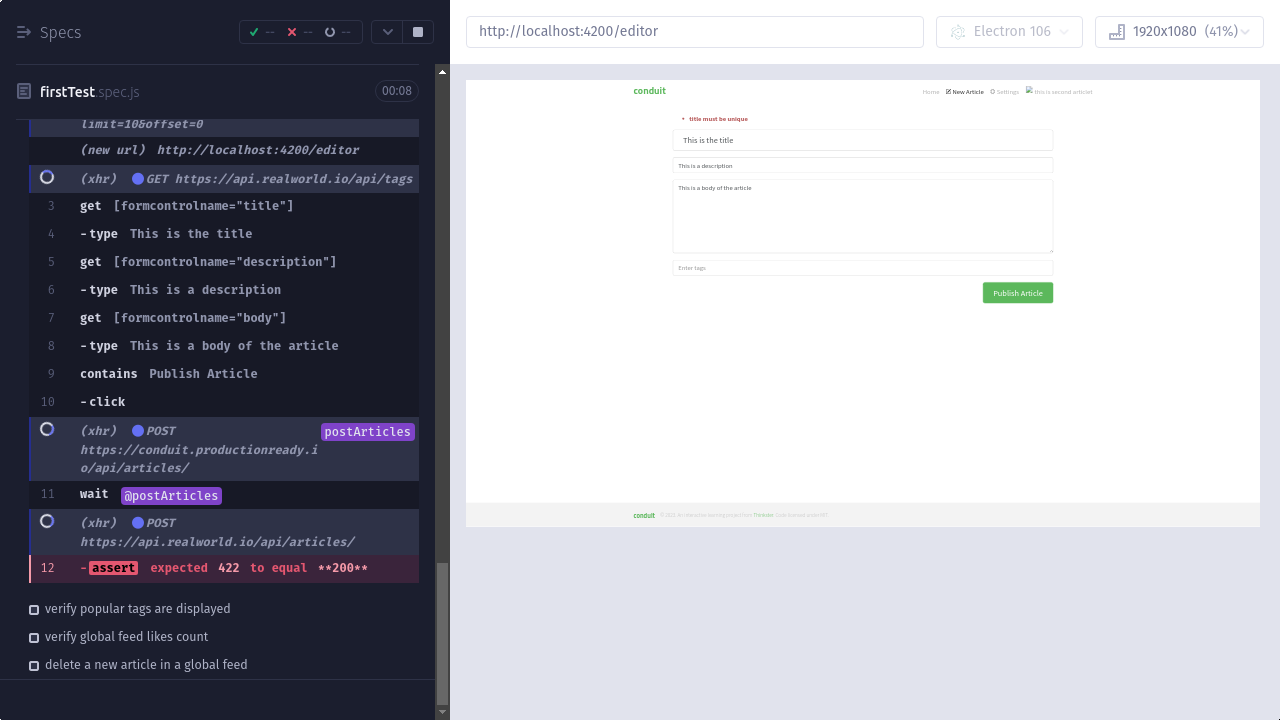 Specs
--
--
--
http://localhost:4200/editor
Electron 106
1920x1080 (41%)
firstTest.spec.js
00:08
limit=10&offset=0
(new url) http://localhost:4200/editor
(xhr) GET https://api.realworld.io/api/tags
3 get [formcontrolname="title"]
4 -type This is the title
5 get [formcontrolname="description"]
6 -type This is a description
7 get [formcontrolname="body"]
8 -type This is a body of the article
9 contains Publish Article
10 -click
(xhr) POST postArticles
https://conduit.productionready.i
o/api/articles/
11 wait @postArticles
(xhr) POST
https://api.realworld.io/api/articles/
12 -assert expected 422 to equal **200**
verify popular tags are displayed
verify global feed likes count
delete a new article in a global feed
conduit
Home New Article Settings this is second article!
• title must be unique
This is the title
This is a description
This is a body of the article
Enter tags
Publish Article
conduit © 2022. An interactive learning project from Thinkster. Code licensed under MIT.